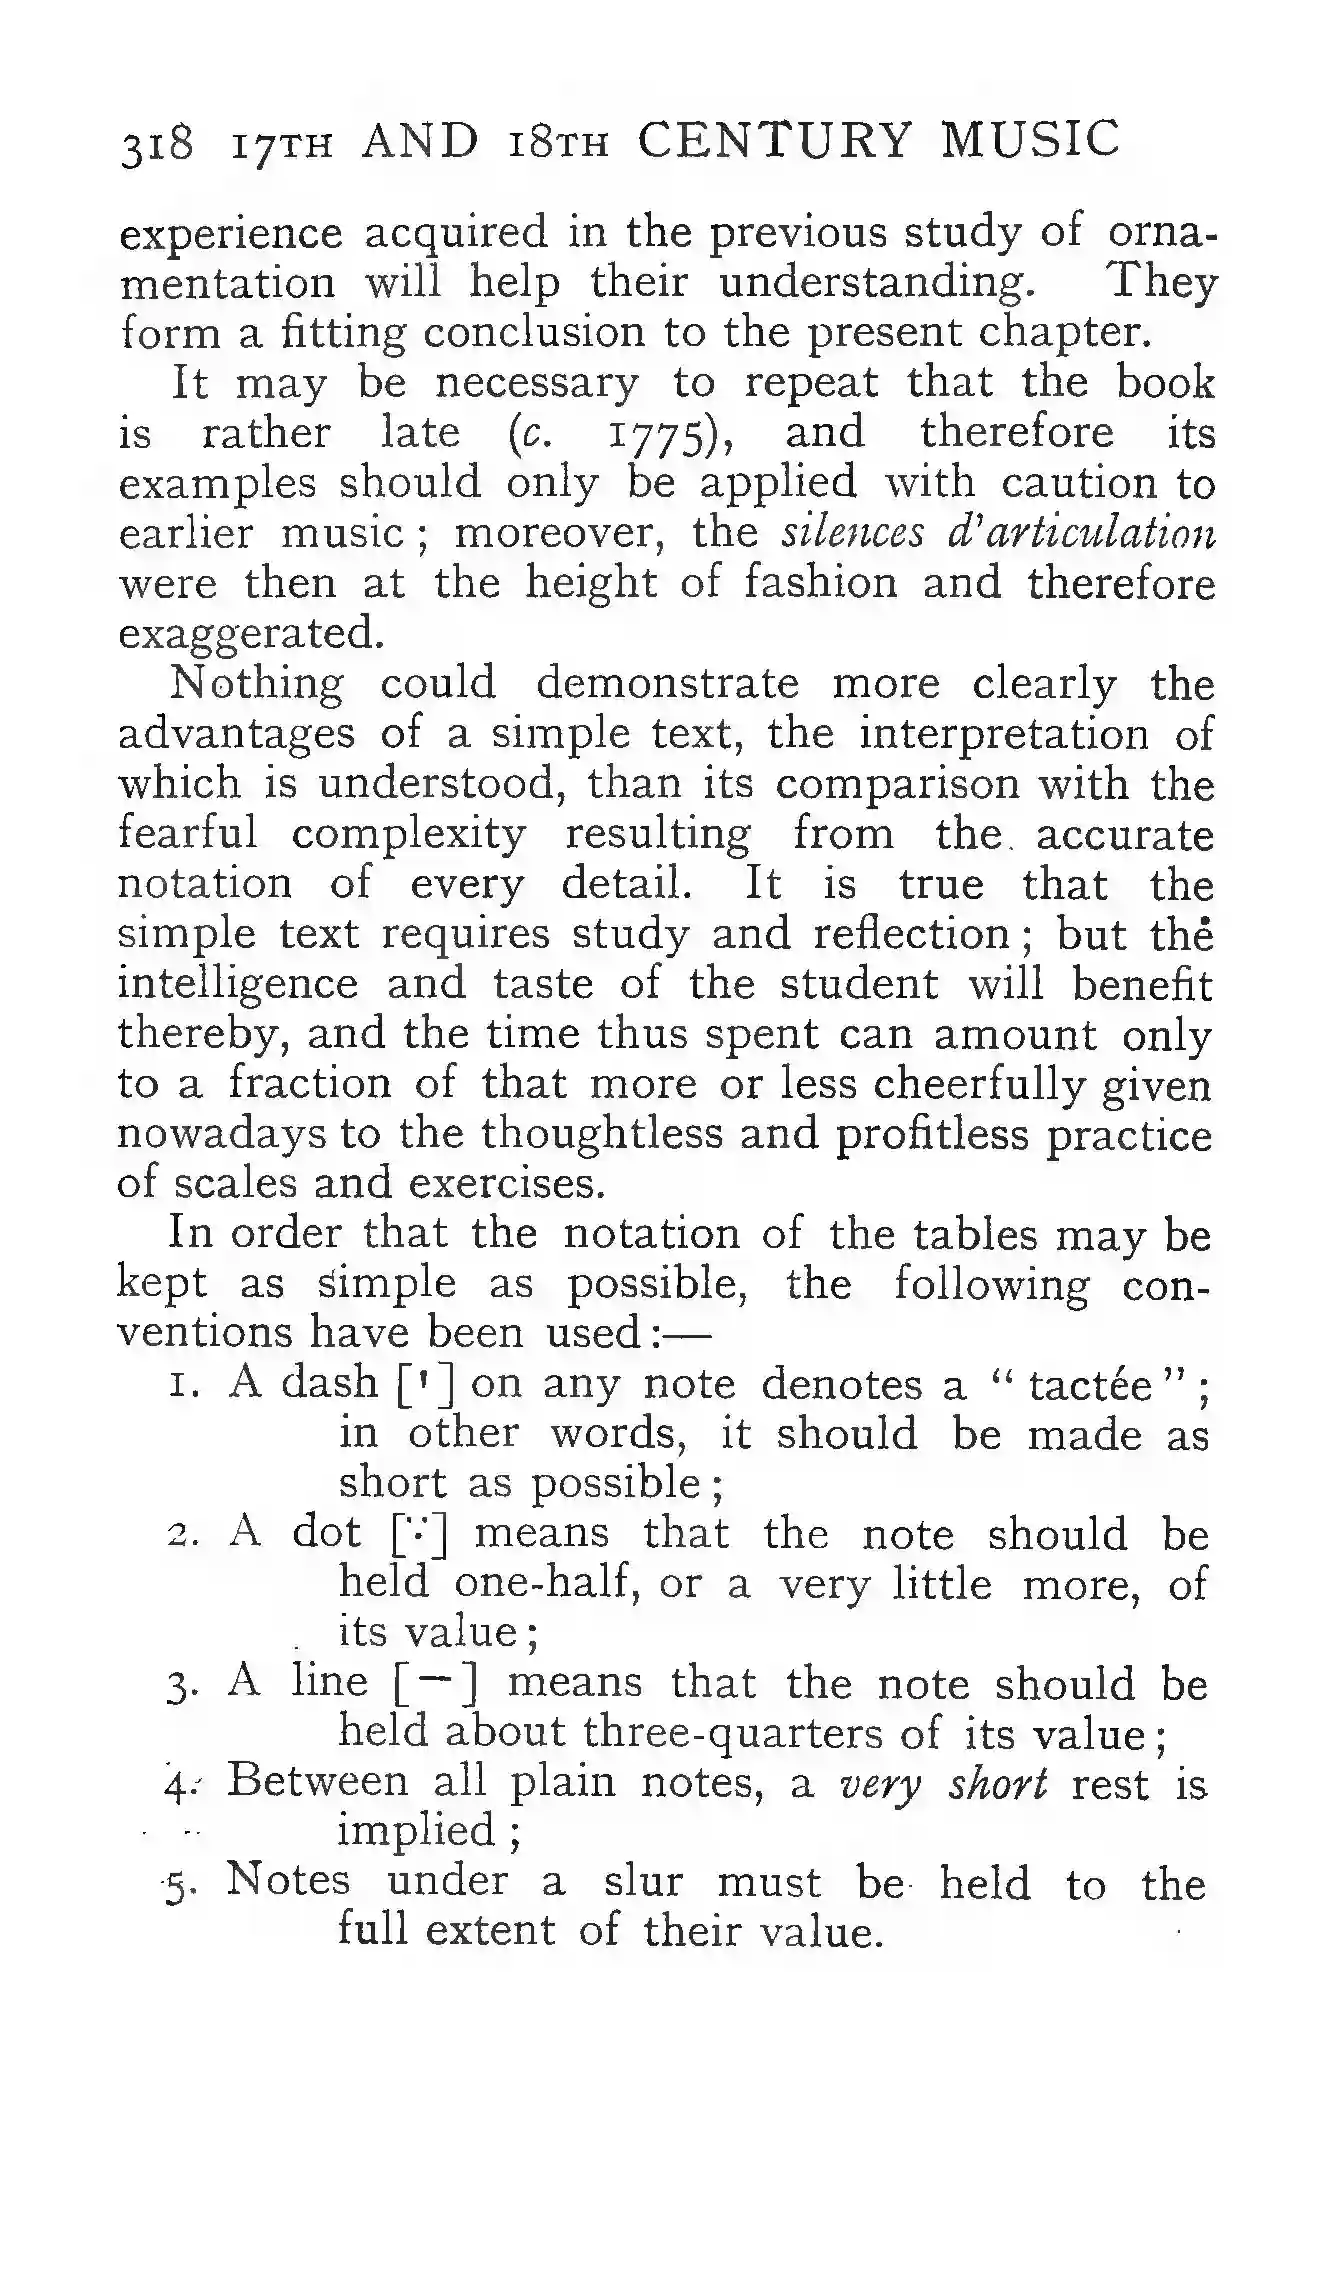 318 17TH AND 18TH CENTURY MUSIC
experience acquired in the previous study of orna-
mentation will help their understanding. They
form a fitting conclusion to the present chapter.
It may be necessary to repeat that the book
is rather late (c. 1775), and therefore its
examples should only be applied with caution to
earlier music ; moreover, the silences d'articulation
were then at the height of fashion and therefore
exaggerated.
Nothing could demonstrate more clearly the
advantages of a simple text, the interpretation of
which is understood, than its comparison with the
fearful complexity resulting from the accurate
notation of every detail. It is true that the
simple text requires study and reflection ; but the
intelligence and taste of the student will benefit
thereby, and the time thus spent can amount only
to a fraction of that more or less cheerfully given
nowadays to the thoughtless and profitless practice
of scales and exercises.
In order that the notation of the tables may be
kept as simple as possible, the following con-
ventions have been used :—
1. A dash [']  on any note denotes a “ tactée ” ;
in other words, it should be made as
short as possible ;
2. A dot [·.·] means that the note should be
held one-half, or a very little more, of
its value ;
3. A line [—] means that the note should be
held about three-quarters of its value ;
4. Between all plain notes, a very short rest is
implied ;
5. Notes under a slur must be held to the
full extent of their value.